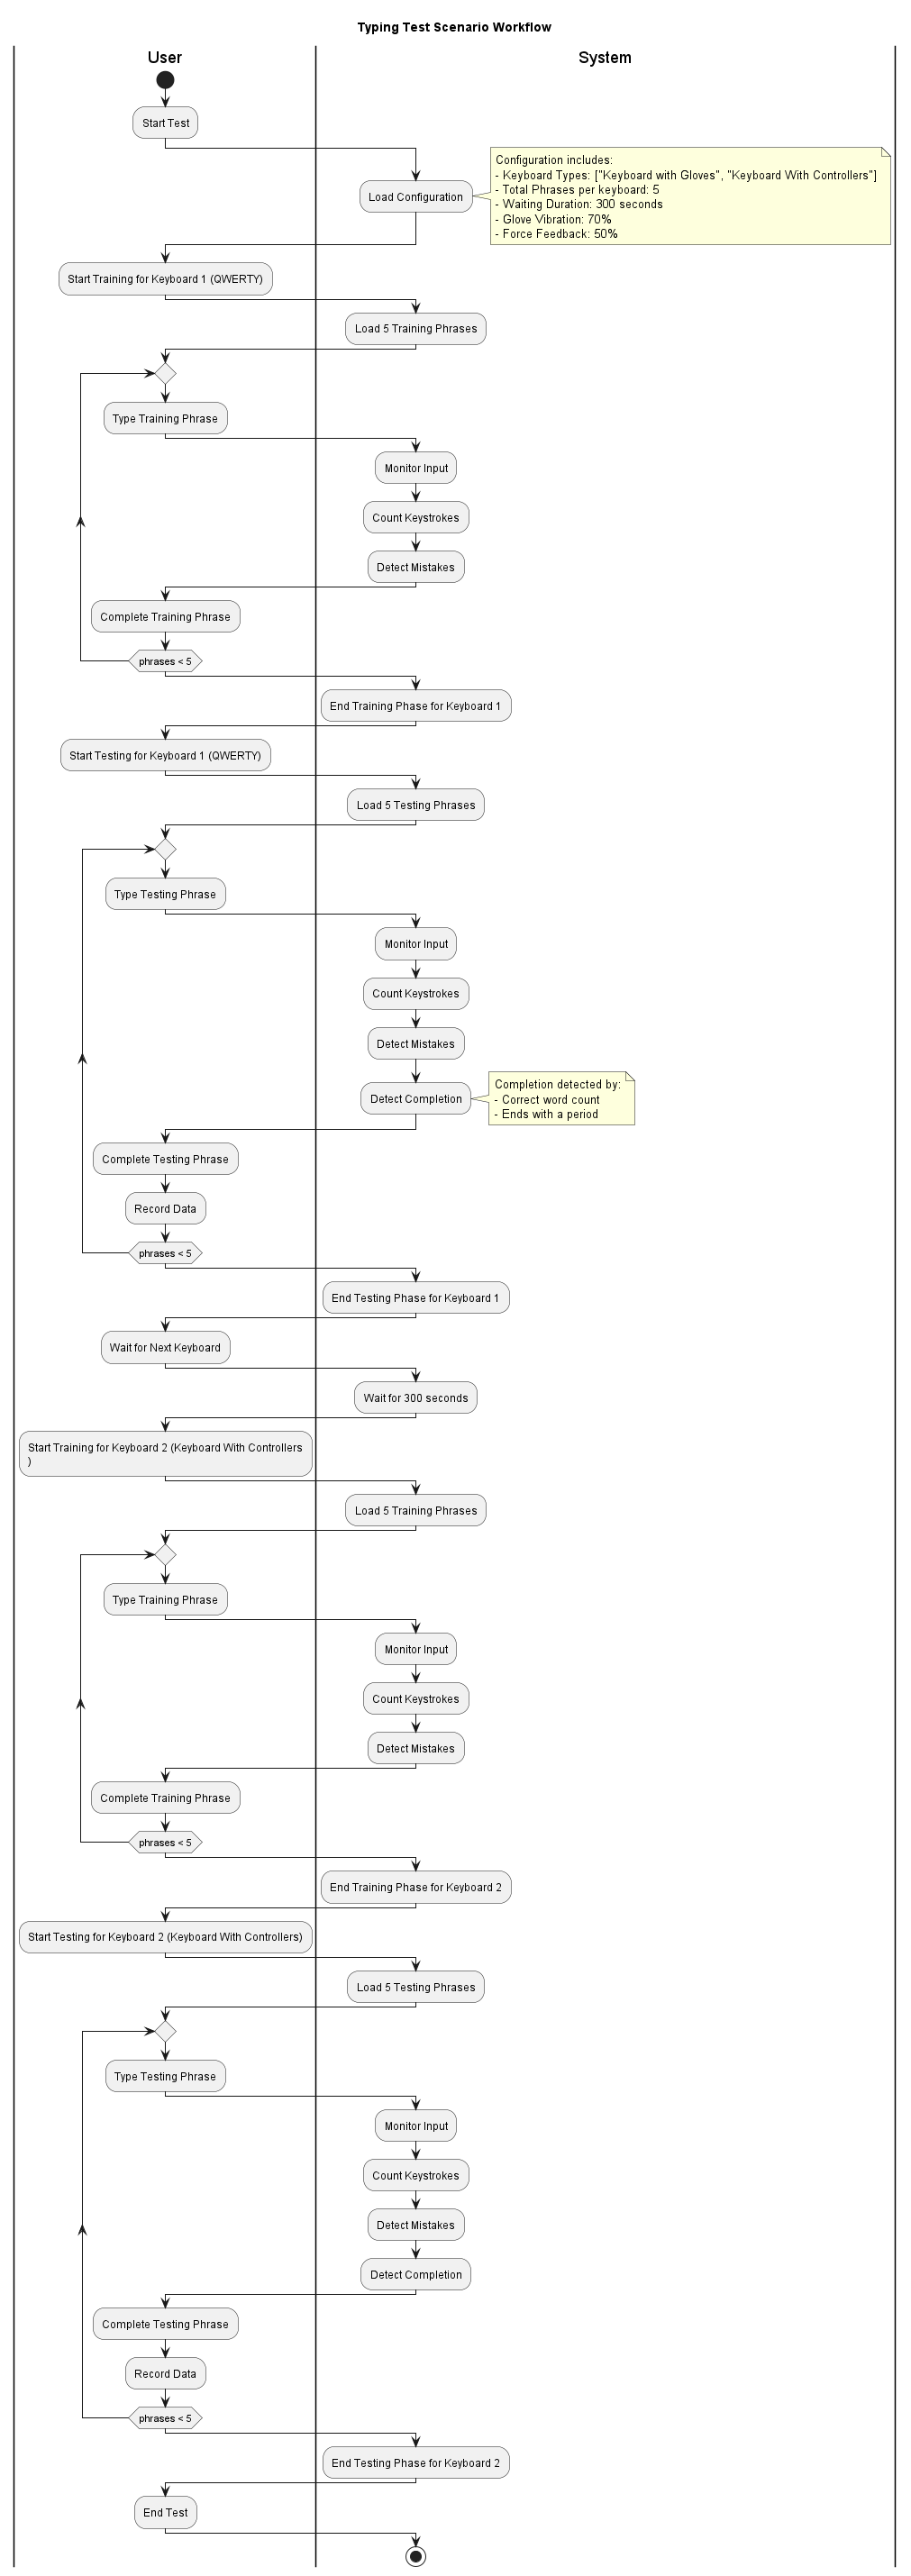 Typing Test Scenario Workflow
User
System
Start Test
Load Configuration
Configuration includes:
- Keyboard Types: ["Keyboard with Gloves", "Keyboard With Controllers"]
- Total Phrases per keyboard: 5
- Waiting Duration: 300 seconds
- Glove Vibration: 70%
- Force Feedback: 50%
Start Training for Keyboard 1 (QWERTY)
Load 5 Training Phrases
Type Training Phrase
Monitor Input
Count Keystrokes
Detect Mistakes
Complete Training Phrase
phrases < 5
End Training Phase for Keyboard 1
Start Testing for Keyboard 1 (QWERTY)
Load 5 Testing Phrases
Type Testing Phrase
Monitor Input
Count Keystrokes
Detect Mistakes
Detect Completion
Completion detected by:
- Correct word count
- Ends with a period
Complete Testing Phrase
Record Data
phrases < 5
End Testing Phase for Keyboard 1
Wait for Next Keyboard
Wait for 300 seconds
Start Training for Keyboard 2 (Keyboard With Controllers
)
Load 5 Training Phrases
Type Training Phrase
Monitor Input
Count Keystrokes
Detect Mistakes
Complete Training Phrase
phrases < 5
End Training Phase for Keyboard 2
Start Testing for Keyboard 2 (Keyboard With Controllers)
Load 5 Testing Phrases
Type Testing Phrase
Monitor Input
Count Keystrokes
Detect Mistakes
Detect Completion
Complete Testing Phrase
Record Data
phrases < 5
End Testing Phase for Keyboard 2
End Test